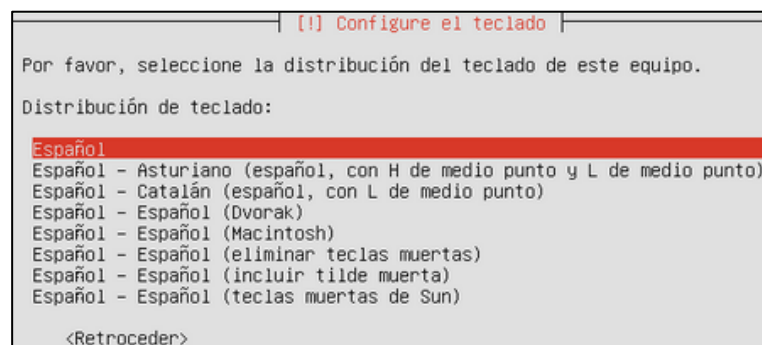 [!] Configure el teclado
Por favor, seleccione la distribución del teclado de este equipo.
Distribución de teclado:
Español
Español - Asturiano (español, con H de medio punto y L de medio punto)
Español - Catalán (español, con L de medio punto)
Español - Español (Dvorak)
Español - Español (Macintosh)
Español - Español (eliminar teclas muertas)
Español - Español (incluir tilde muerta)
Español - Español (teclas muertas de Sun)
<Retroceder>